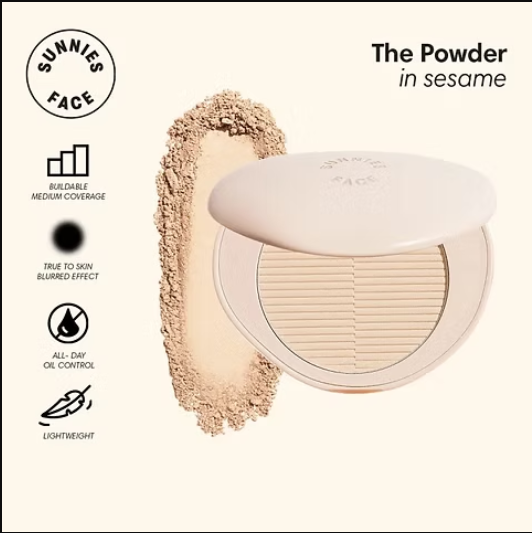 SUNNIES
FACE
The Powder
in sesame
BUILDABLE
MEDIUM COVERAGE
TRUE TO SKIN
BLURRED EFFECT
ALL- DAY
OIL CONTROL
LIGHTWEIGHT
SUNNIES
FACE